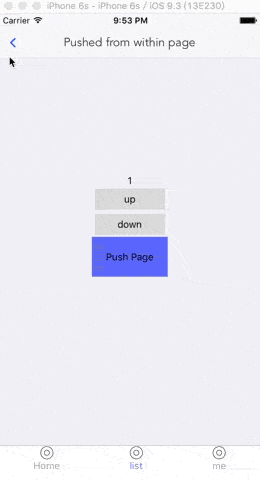 iPhone 6s - iPhone 6s / iOS 9.3 (13E230)
Carrier 9:53 PM
Pushed from within page
1
up
down
Push Page
Home list me